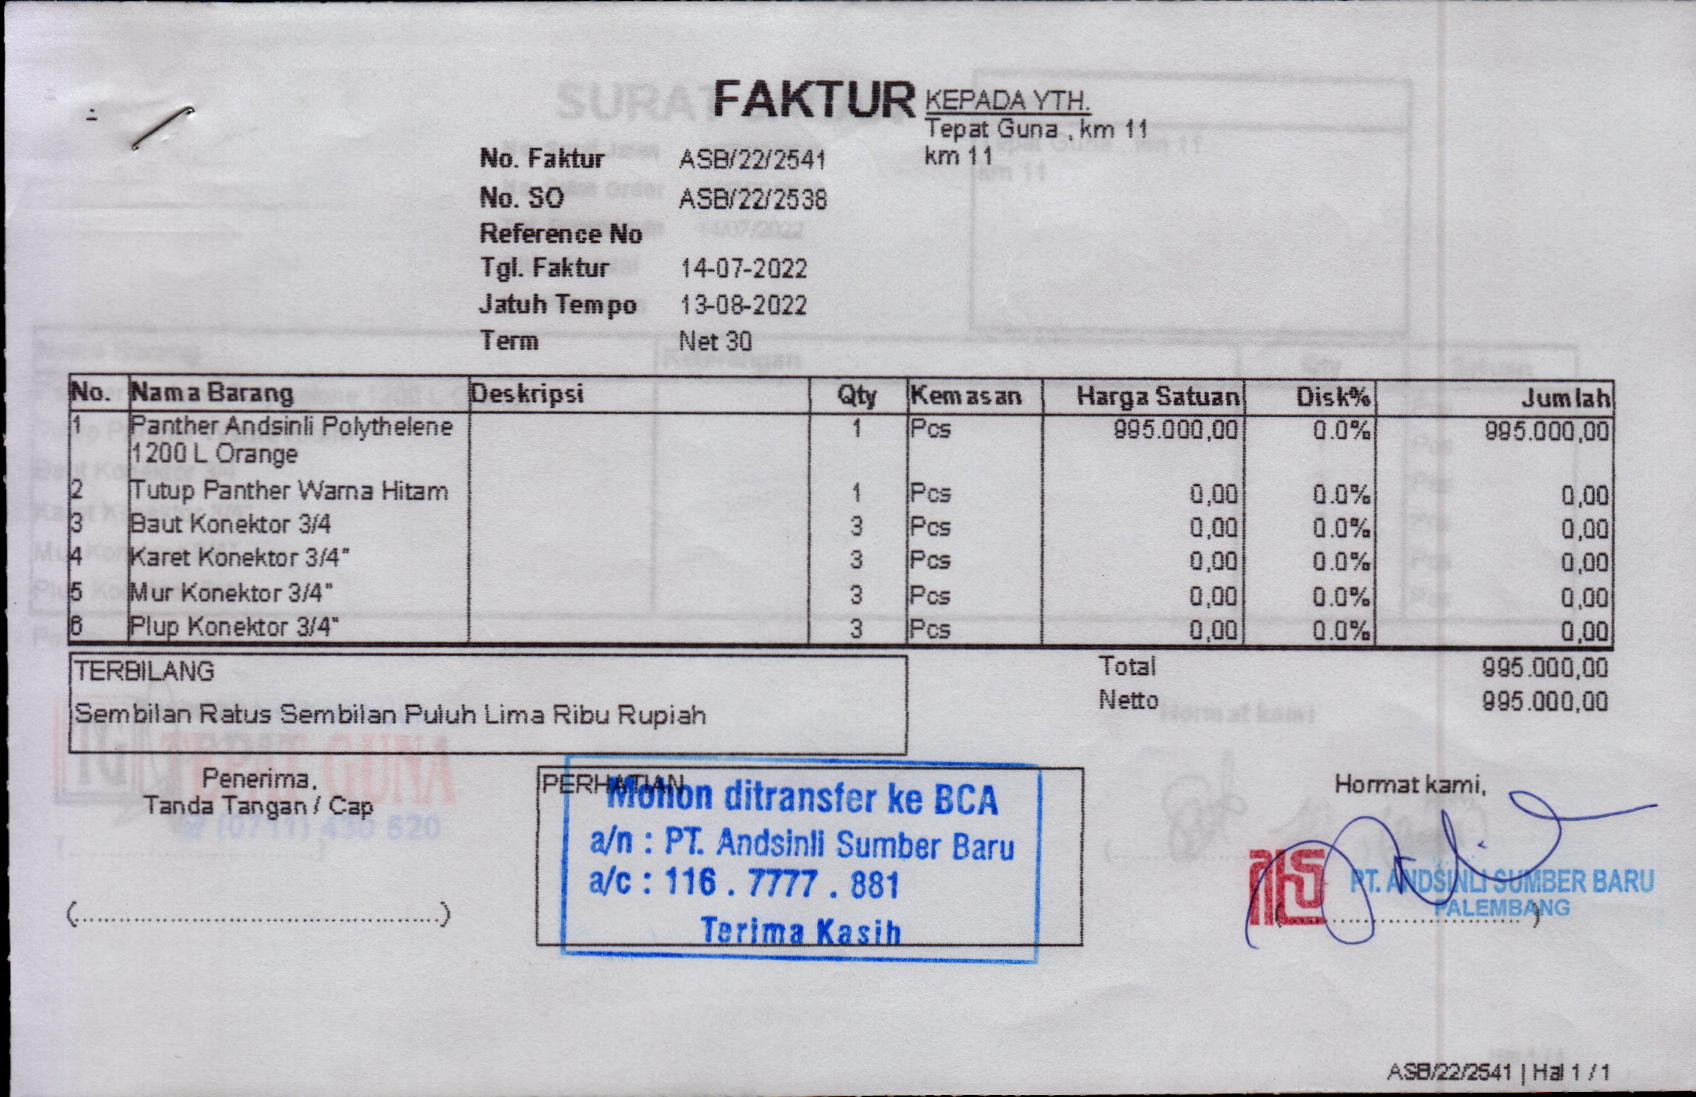 FAKTUR
KEPADA YTH.
Tepat Guna , km 11
km 11
No. Faktur ASB/22/2541
No. SO ASB/22/2538
Reference No
Tgl. Faktur 14-07-2022
Jatuh Tempo 13-08-2022
Term Net 30
No. Nama Barang Deskripsi Qty Kemasan Harga Satuan Disk% Jumlah
1 Panther Andsinli Polythelene 1 Pcs 995.000,00 0.0% 995.000,00
1200 L Orange
2 Tutup Panther Warna Hitam 1 Pcs 0,00 0.0% 0,00
3 Baut Konektor 3/4 3 Pcs 0,00 0.0% 0,00
4 Karet Konektor 3/4" 3 Pcs 0,00 0.0% 0,00
5 Mur Konektor 3/4" 3 Pcs 0,00 0.0% 0,00
6 Plup Konektor 3/4" 3 Pcs 0,00 0.0% 0,00
TERBILANG
Sembilan Ratus Sembilan Puluh Lima Ribu Rupiah
Total 995.000,00
Netto 995.000,00
Penerima,
Tanda Tangan / Cap
(............................................)
PERHATIAN
Mohon ditransfer ke BCA
a/n : PT. Andsinli Sumber Baru
a/c : 116 . 7777 . 881
Terima Kasih
Hormat kami,
PT. ANDSINLI SUMBER BARU
PALEMBANG
TEPAT GUNA
(0711) 430 520
ASB/22/2541 | Hal 1 / 1